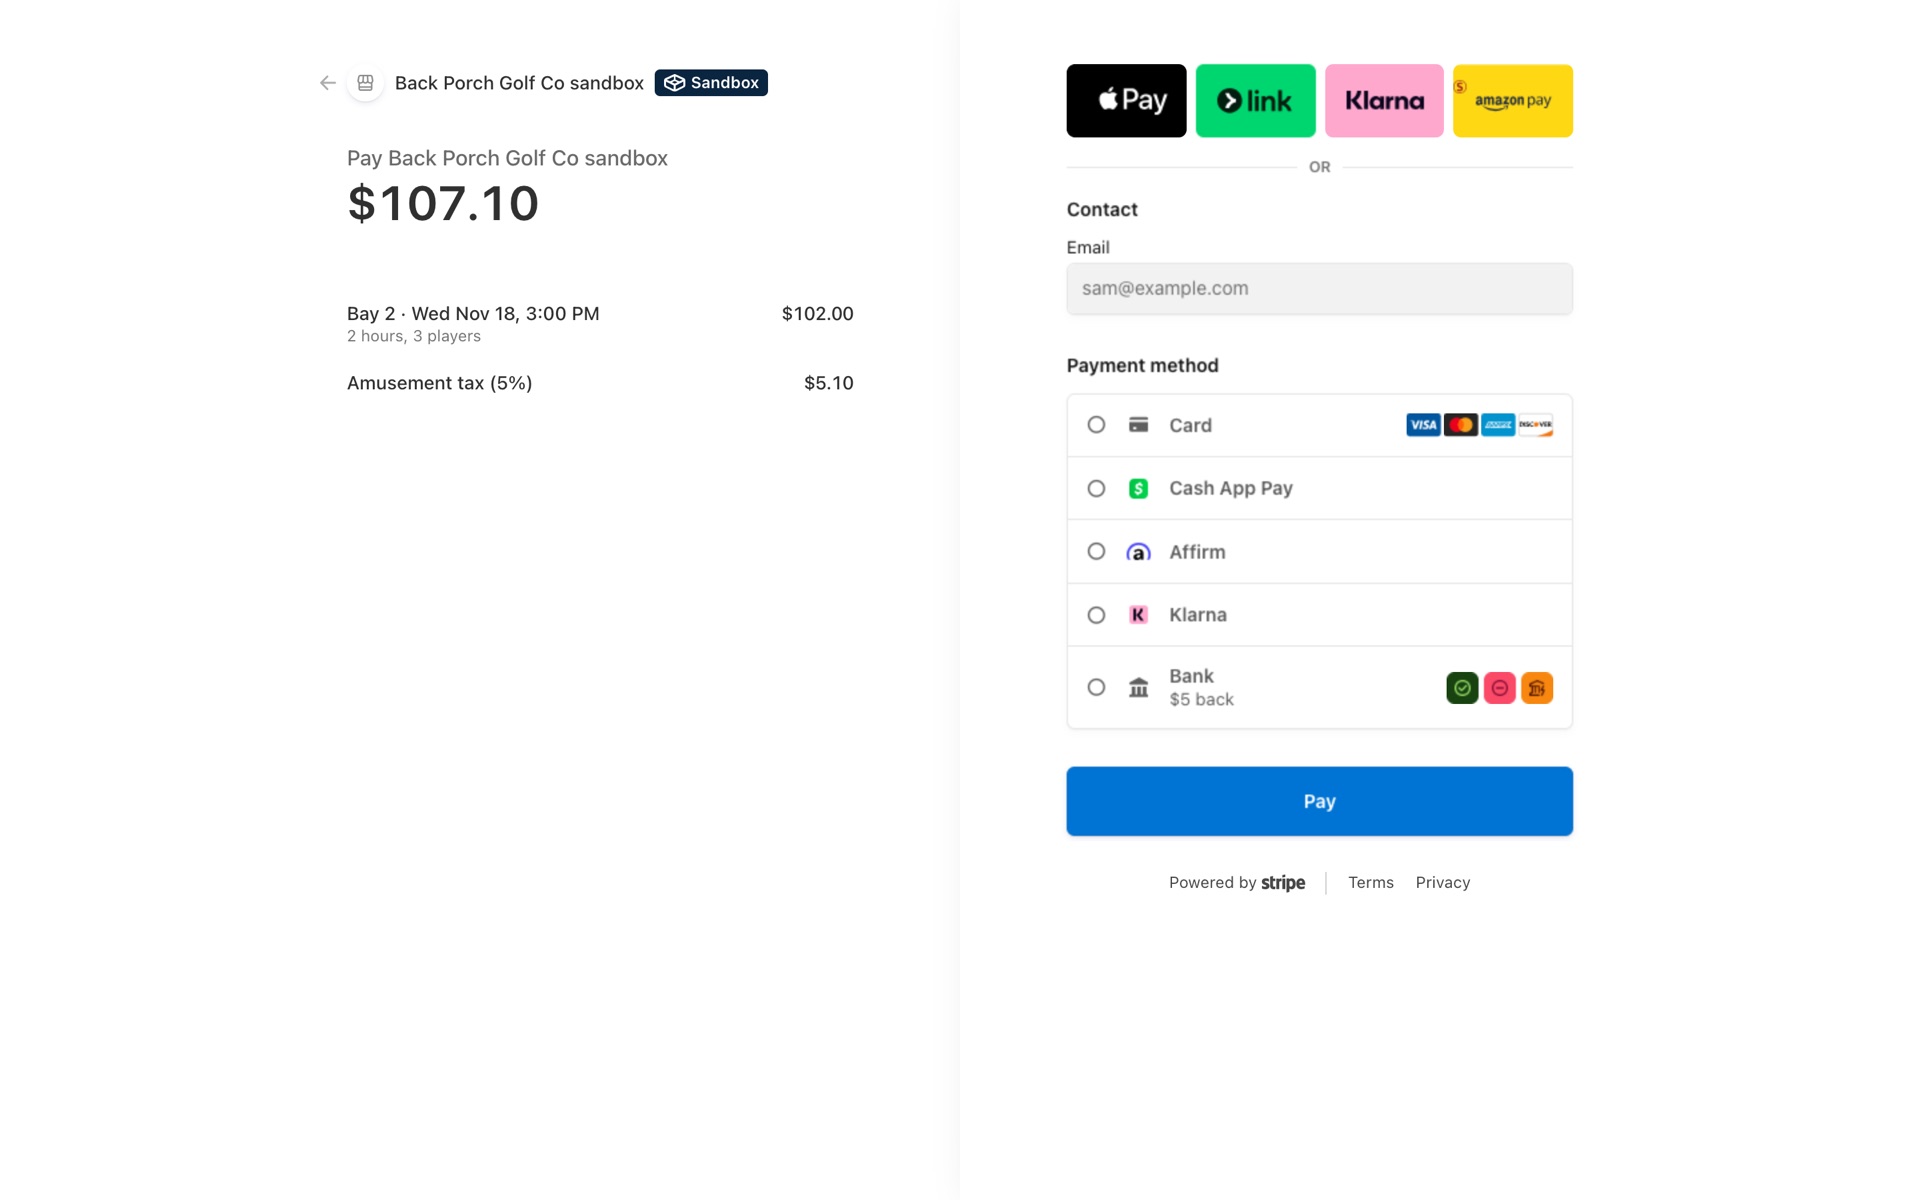 Back Porch Golf Co sandbox
Sandbox
Pay Back Porch Golf Co sandbox
$107.10
Bay 2 · Wed Nov 18, 3:00 PM $102.00
2 hours, 3 players
Amusement tax (5%) $5.10
Pay
link
Klarna
S
amazon pay
OR
Contact
Email
sam@example.com
Payment method
Card VISA AMEX DISCOVER
$ Cash App Pay
a Affirm
K Klarna
Bank
$5 back
Pay
Powered by stripe Terms Privacy